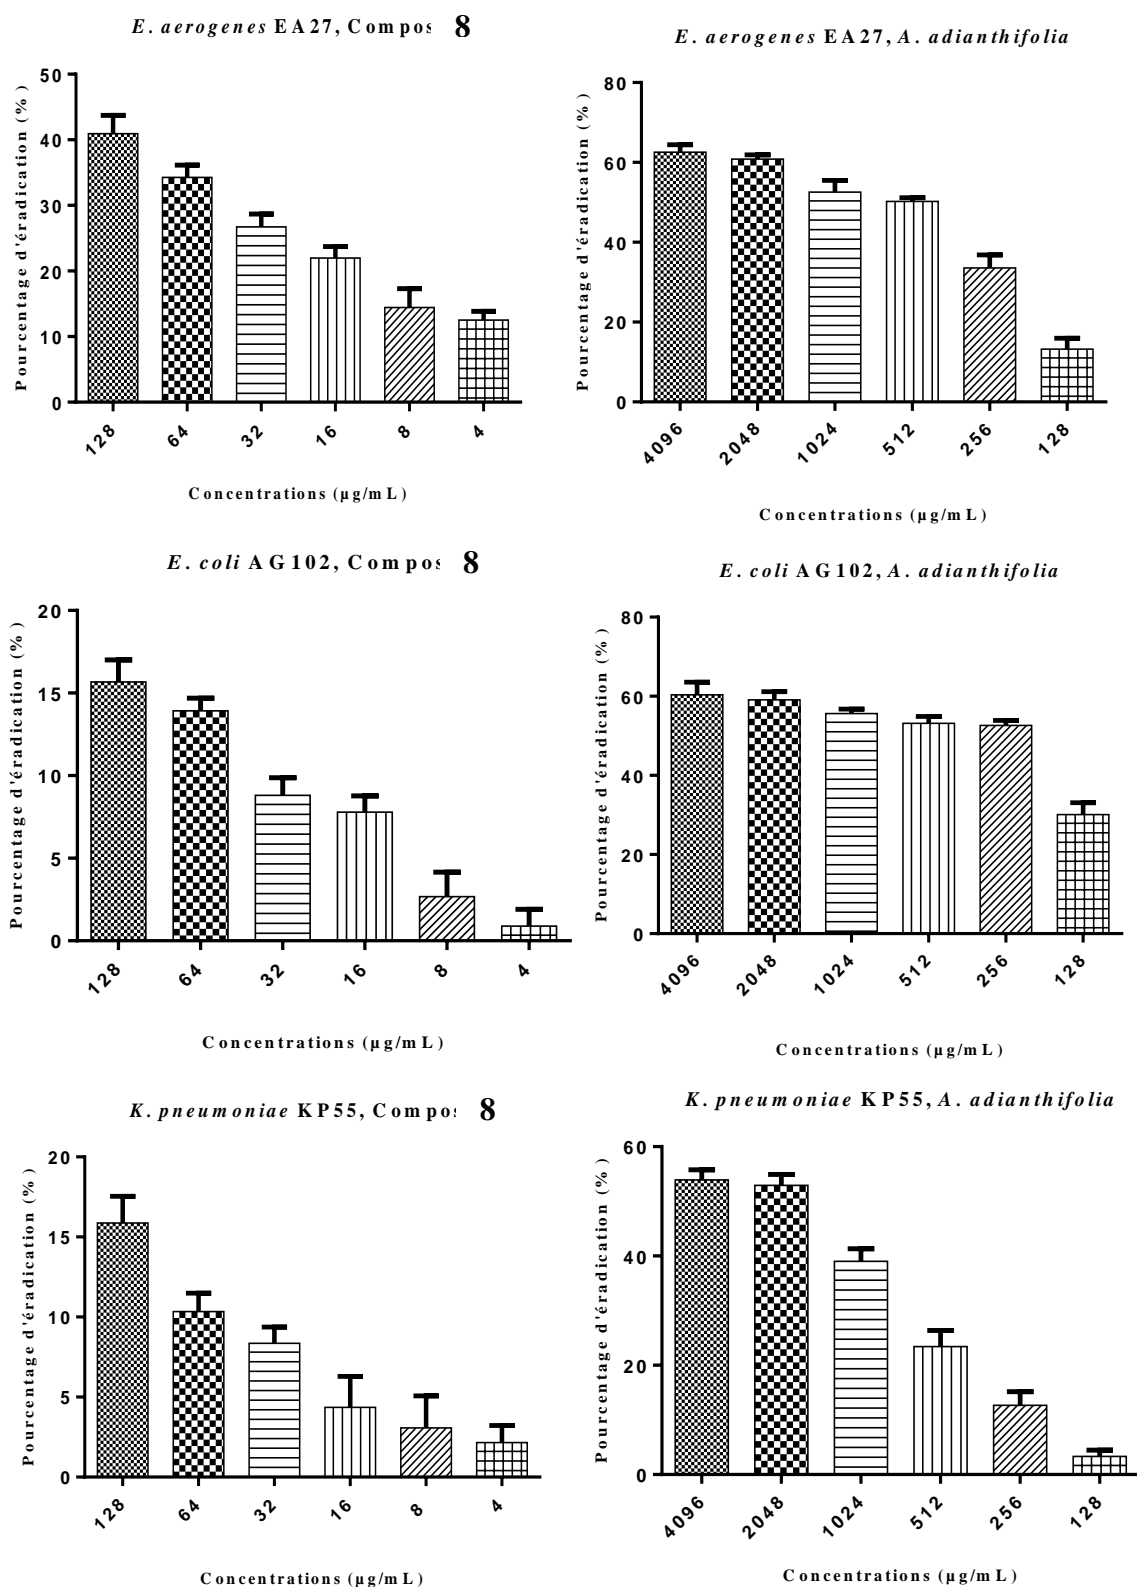 E. aerogenes EA27, Compos 8
Pourcentage d'éradication (%)
50
40
30
20
10
0
128 64 32 16 8 4
Concentrations (µg/mL)
E. aerogenes EA27, A. adianthifolia
Pourcentage d'éradication (%)
80
60
40
20
0
4096 2048 1024 512 256 128
Concentrations (µg/mL)
E. coli AG102, Compos 8
Pourcentage d'éradication (%)
20
15
10
5
0
128 64 32 16 8 4
Concentrations (µg/mL)
E. coli AG102, A. adianthifolia
Pourcentage d'éradication (%)
80
60
40
20
0
4096 2048 1024 512 256 128
Concentrations (µg/mL)
K. pneumoniae KP55, Compos 8
Pourcentage d'éradication (%)
20
15
10
5
0
128 64 32 16 8 4
Concentrations (µg/mL)
K. pneumoniae KP55, A. adianthifolia
Pourcentage d'éradication (%)
60
40
20
0
4096 2048 1024 512 256 128
Concentrations (µg/mL)